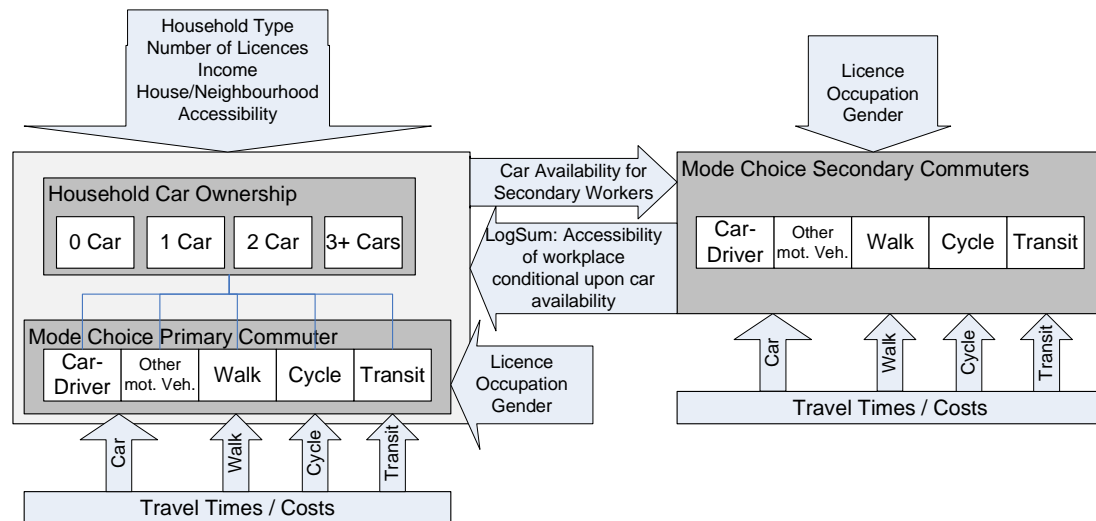 Household Type
Number of Licences
Income
House/Neighbourhood
Accessibility
Licence
Occupation
Gender
Household Car Ownership
0 Car
1 Car
2 Car
3+ Cars
Car Availability for
Secondary Workers
LogSum: Accessibility
of workplace
conditional upon car
availability
Mode Choice Secondary Commuters
Car-
Driver
Other
mot. Veh.
Walk
Cycle
Transit
Mode Choice Primary Commuter
Car-
Driver
Other
mot. Veh.
Walk
Cycle
Transit
Licence
Occupation
Gender
Car
Walk
Cycle
Transit
Travel Times / Costs
Car
Walk
Cycle
Transit
Travel Times / Costs